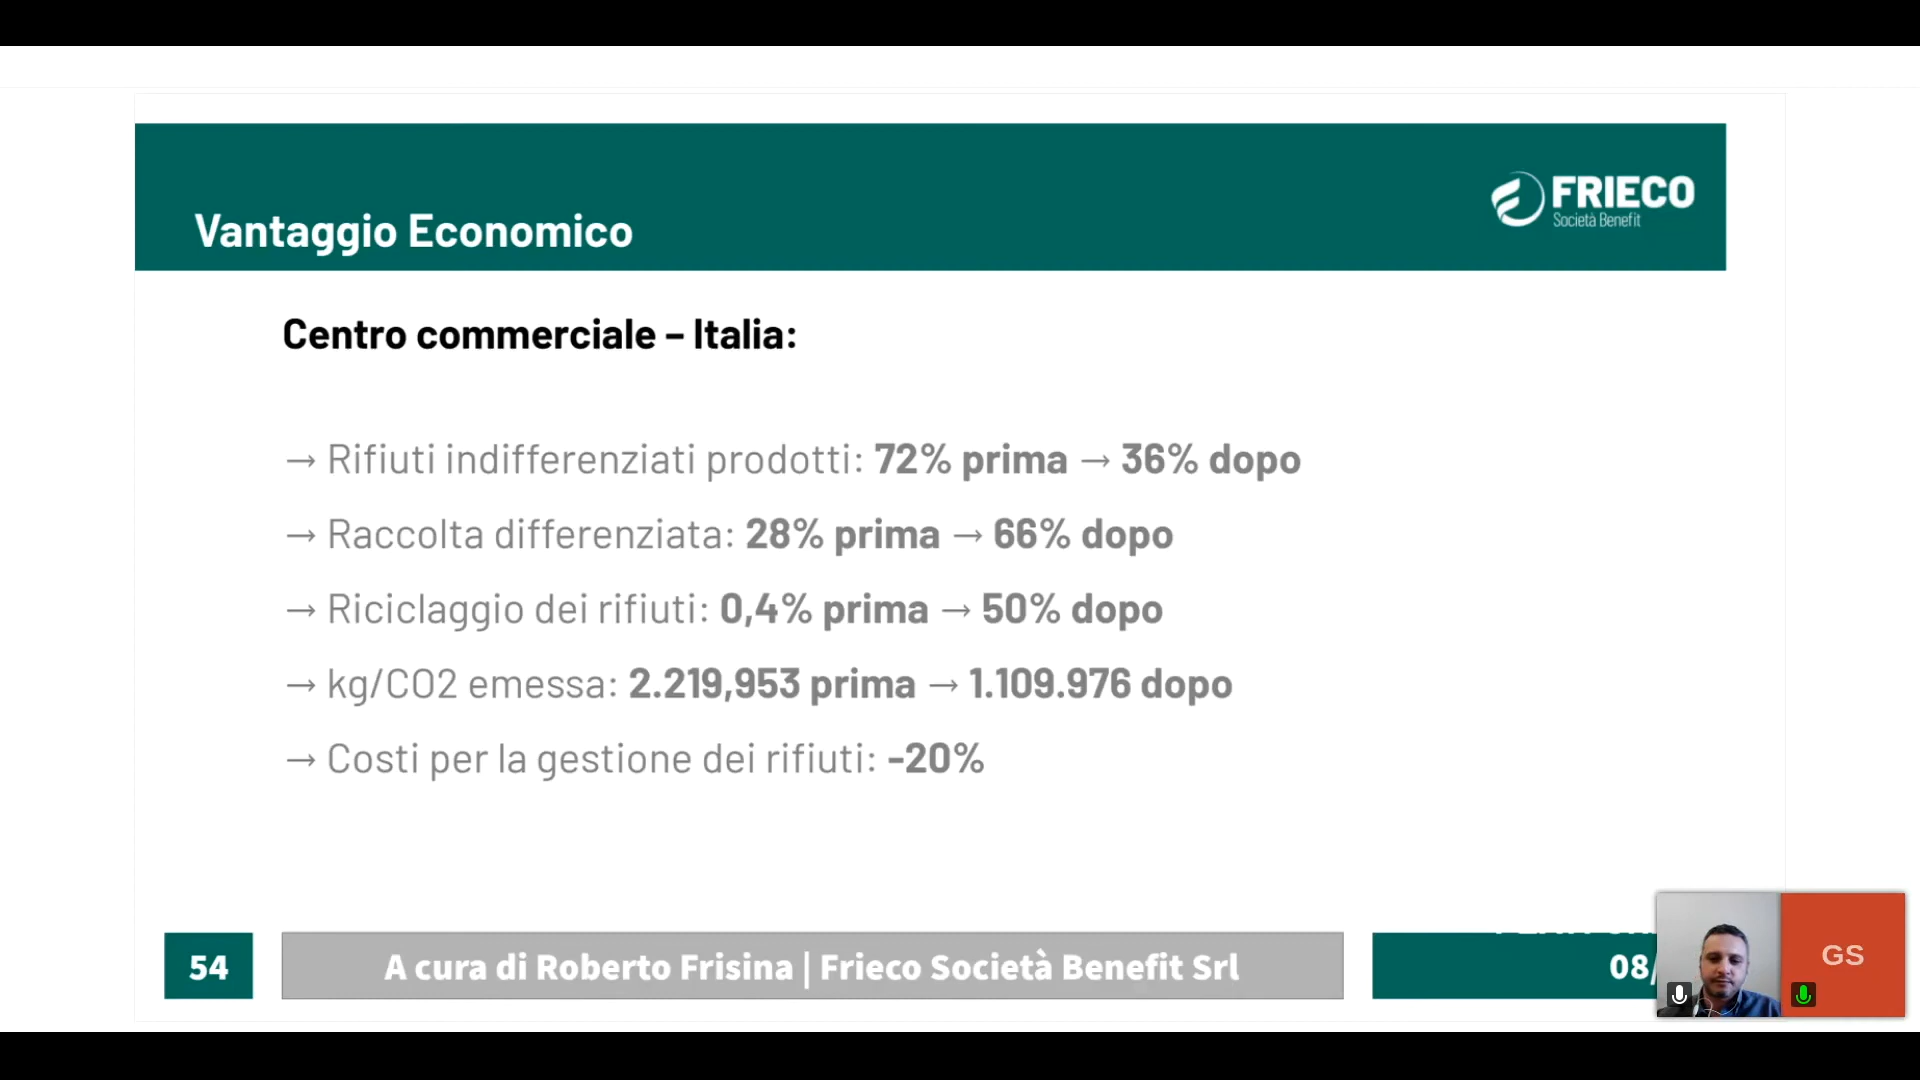 FRIECO
Società Benefit
Vantaggio Economico
Centro commerciale – Italia:
→ Rifiuti indifferenziati prodotti: 72% prima → 36% dopo
→ Raccolta differenziata: 28% prima → 66% dopo
→ Riciclaggio dei rifiuti: 0,4% prima → 50% dopo
→ kg/CO2 emessa: 2.219,953 prima → 1.109.976 dopo
→ Costi per la gestione dei rifiuti: -20%
54
A cura di Roberto Frisina | Frieco Società Benefit Srl
08/
GS